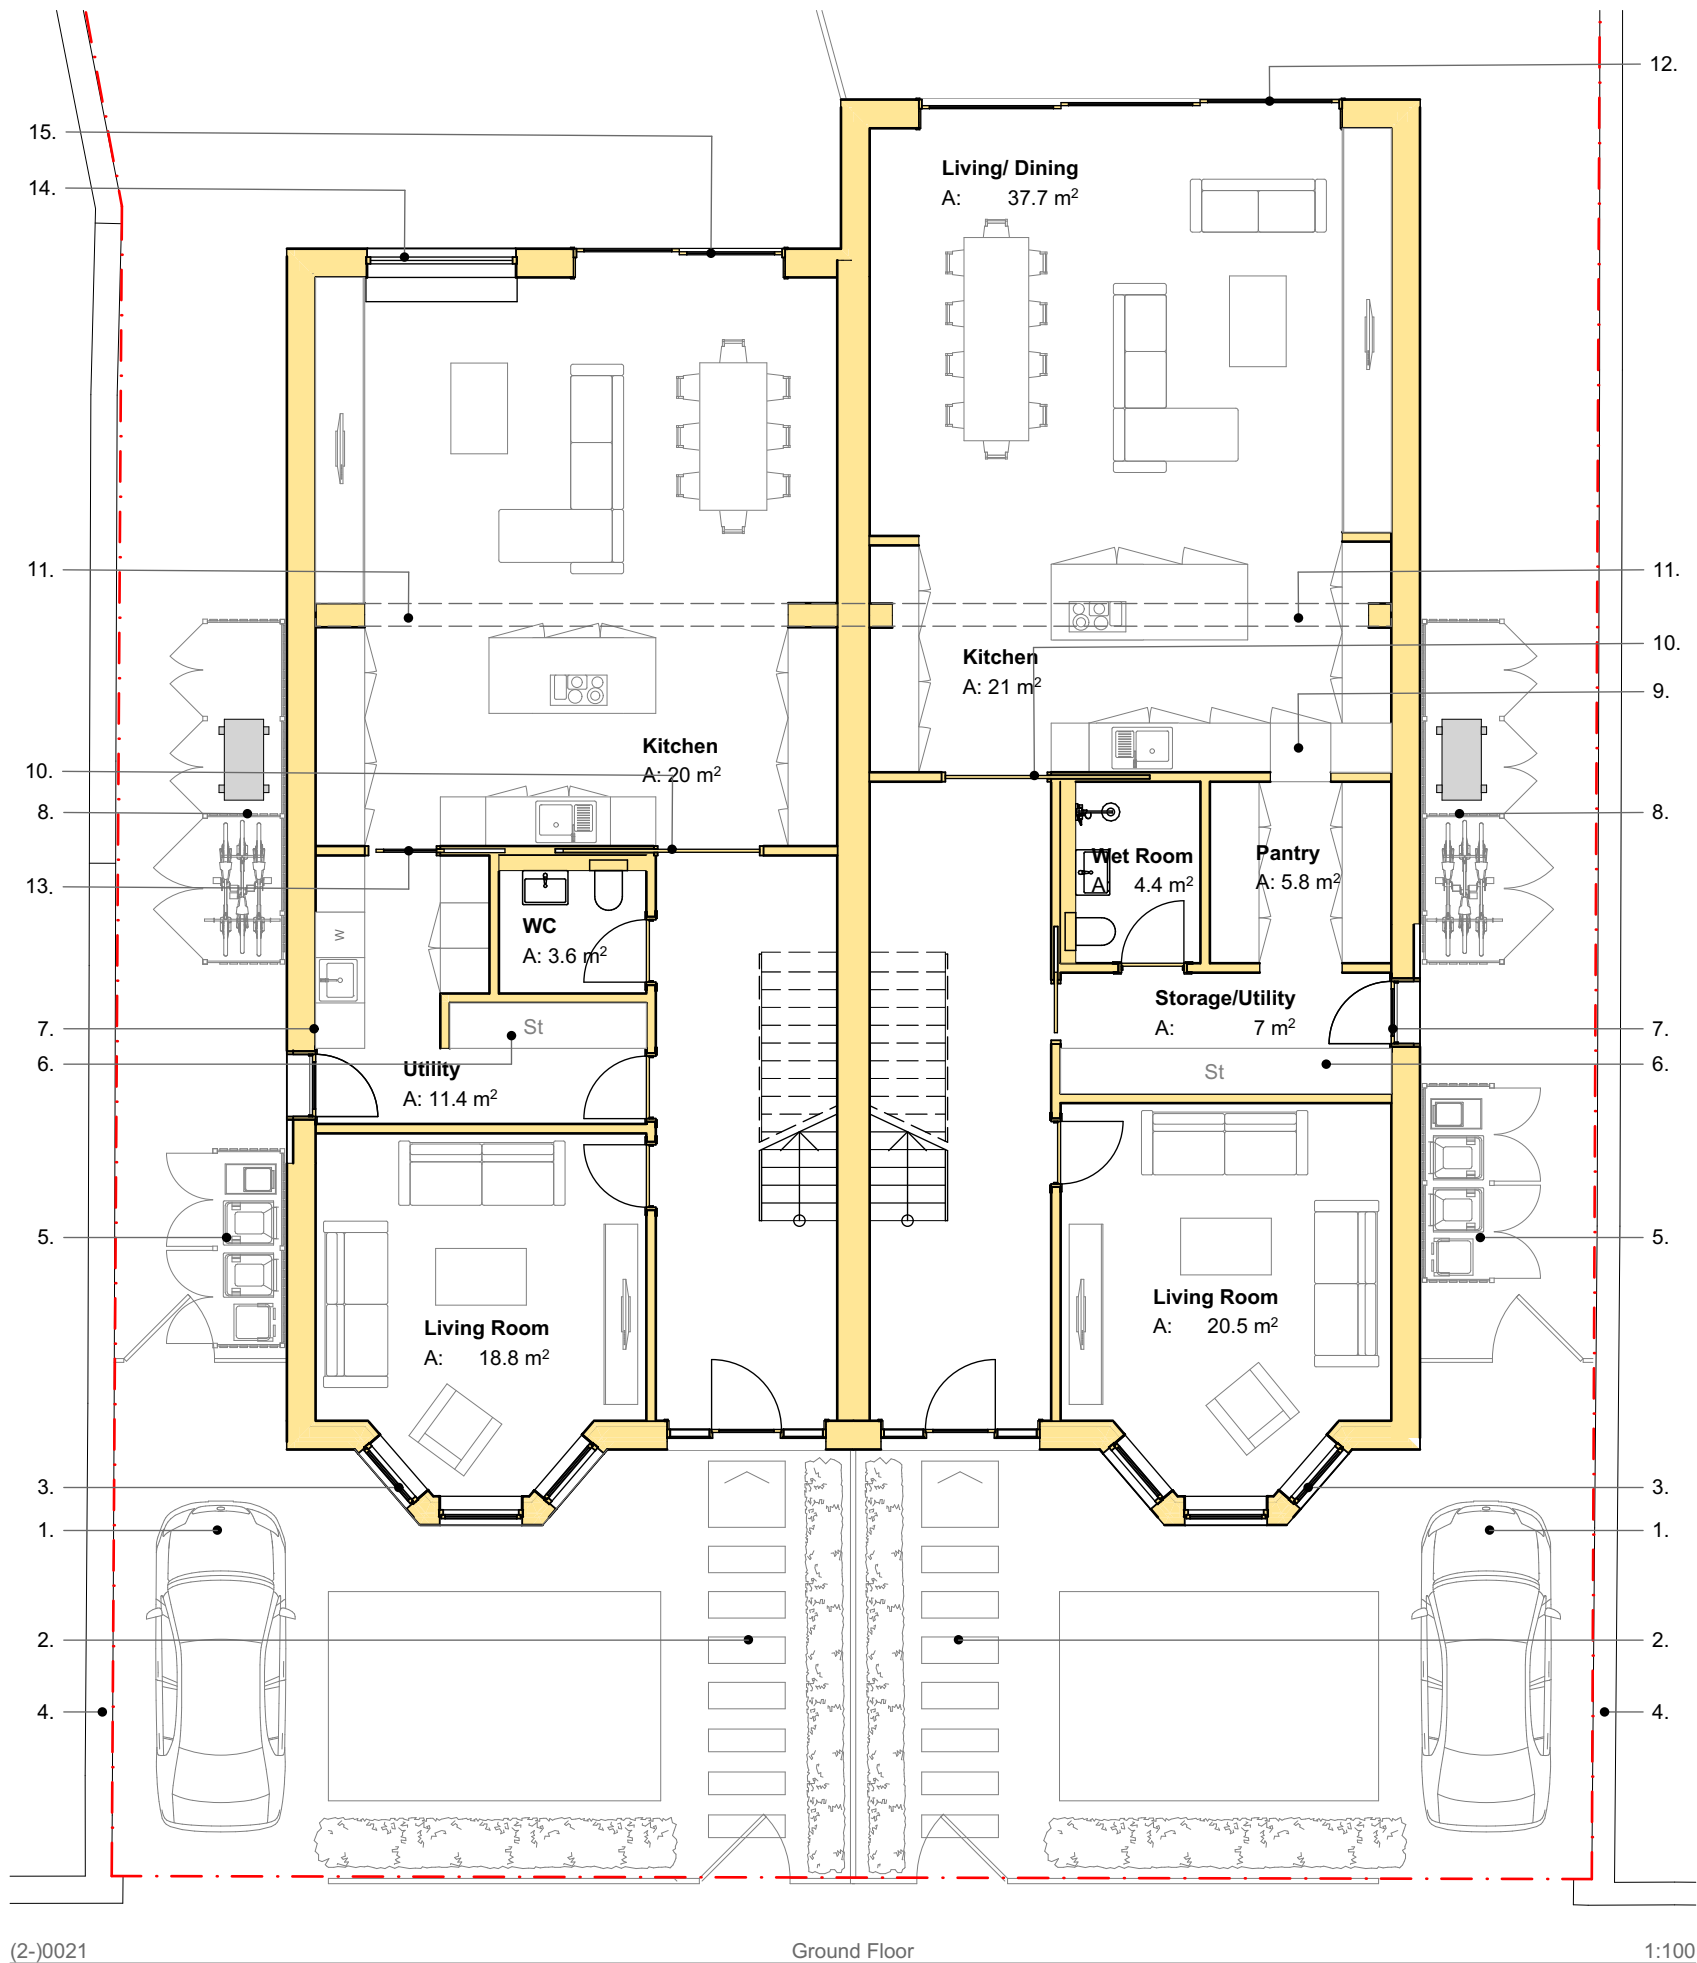 12.
15.
14.
Living/ Dining
A: 37.7 m²
11.
11.
10.
Kitchen
A: 21 m²
9.
Kitchen
A: 20 m²
10.
8.
8.
13.
Wet Room
A: 4.4 m²
Pantry
A: 5.8 m²
WC
A: 3.6 m²
W
7.
St
Storage/Utility
A: 7 m²
7.
6.
Utility
A: 11.4 m²
St
6.
5.
5.
Living Room
A: 18.8 m²
Living Room
A: 20.5 m²
3.
3.
1.
1.
2.
2.
4.
4.
(2-)0021
Ground Floor
1:100